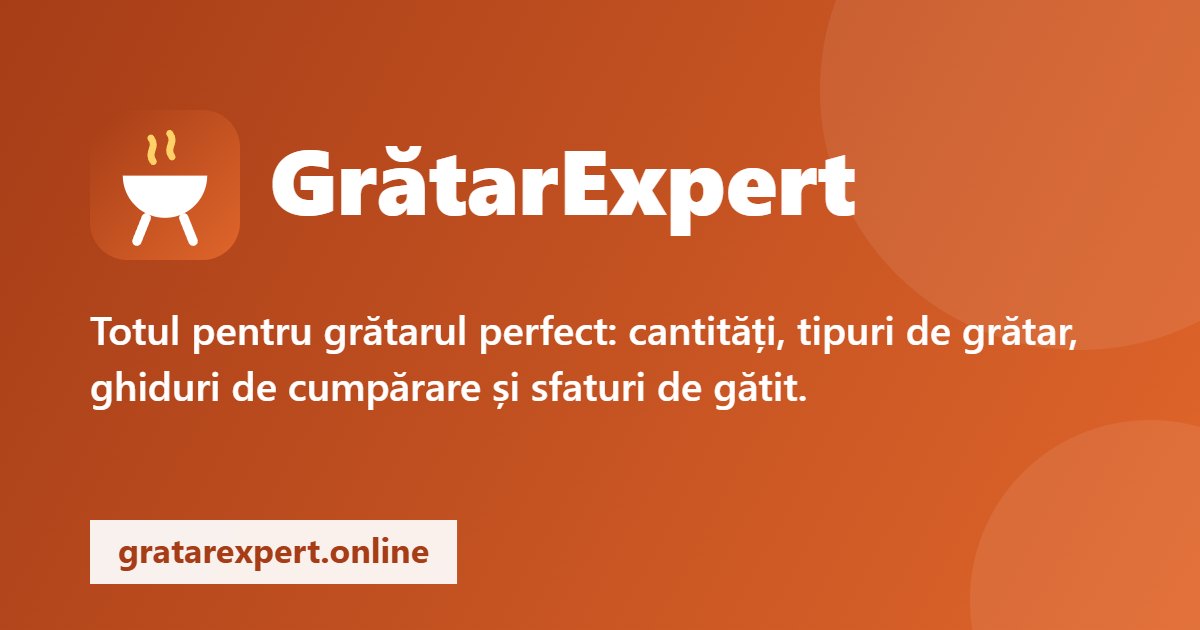 GrătarExpert
Totul pentru grătarul perfect: cantități, tipuri de grătar,
ghiduri de cumpărare și sfaturi de gătit.
gratarexpert.online